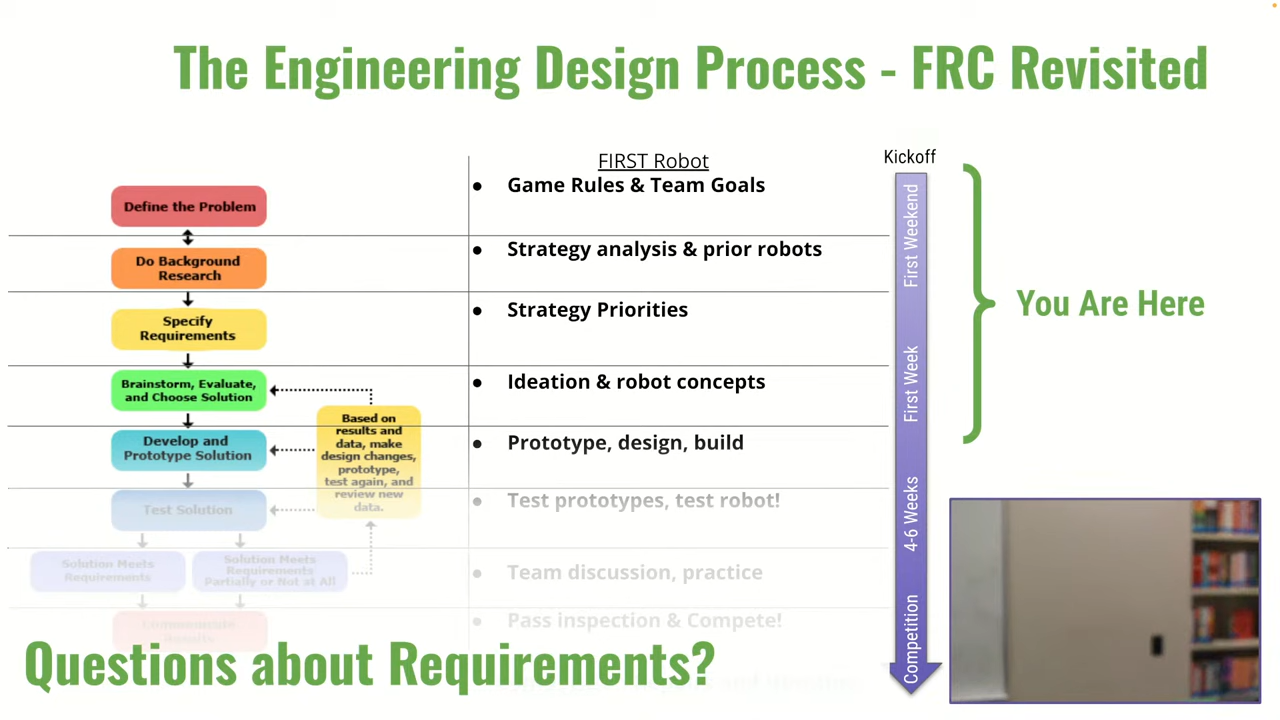 The Engineering Design Process - FRC Revisited
FIRST Robot
Kickoff
Define the Problem
● Game Rules & Team Goals
Do Background
Research
● Strategy analysis & prior robots
Specify
Requirements
● Strategy Priorities
Brainstorm, Evaluate,
and Choose Solution
● Ideation & robot concepts
Develop and
Prototype Solution
● Prototype, design, build
Based on
results and
data, make
design changes,
prototype,
test again, and
review new
data.
Test Solution
● Test prototypes, test robot!
Solution Meets
Requirements
Solution Meets
Requirements
Partially or Not at All
● Team discussion, practice
Communicate
Results
● Pass inspection & Compete!
First Weekend
First Week
4-6 Weeks
Competition
You Are Here
Questions about Requirements?